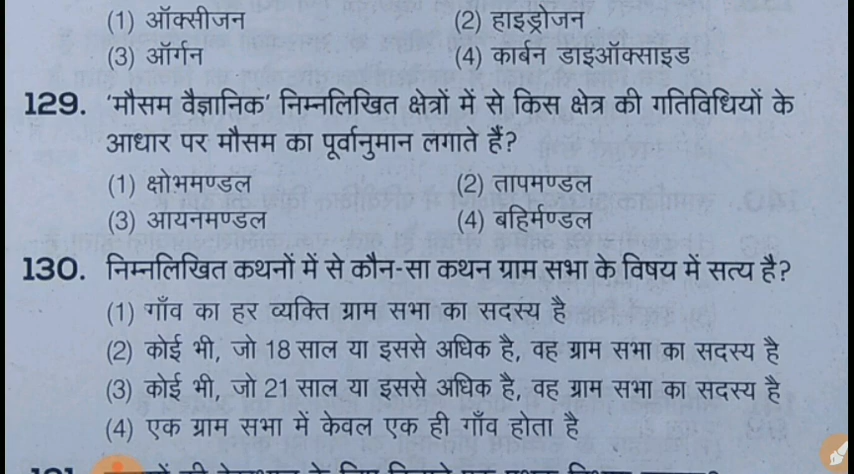 (1) ऑक्सीजन (2) हाइड्रोजन
(3) ऑर्गन (4) कार्बन डाइऑक्साइड
129. 'मौसम वैज्ञानिक' निम्नलिखित क्षेत्रों में से किस क्षेत्र की गतिविधियों के
आधार पर मौसम का पूर्वानुमान लगाते हैं?
(1) क्षोभमण्डल (2) तापमण्डल
(3) आयनमण्डल (4) बहिर्मण्डल
130. निम्नलिखित कथनों में से कौन-सा कथन ग्राम सभा के विषय में सत्य है?
(1) गाँव का हर व्यक्ति ग्राम सभा का सदस्य है
(2) कोई भी, जो 18 साल या इससे अधिक है, वह ग्राम सभा का सदस्य है
(3) कोई भी, जो 21 साल या इससे अधिक है, वह ग्राम सभा का सदस्य है
(4) एक ग्राम सभा में केवल एक ही गाँव होता है